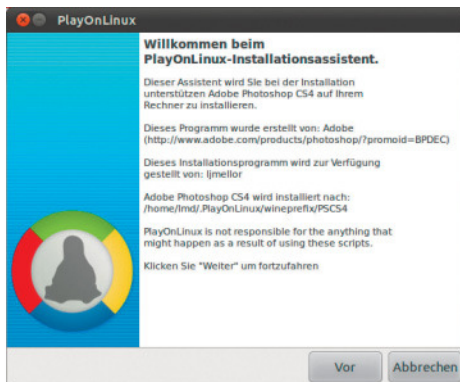 PlayOnLinux
Willkommen beim
PlayOnLinux-Installationsassistent.
Dieser Assistent wird Sie bei der Installation
unterstützen Adobe Photoshop CS4 auf Ihrem
Rechner zu installieren.
Dieses Programm wurde erstellt von: Adobe
(http://www.adobe.com/products/photoshop/?promoid=BPDEC)
Dieses Installationsprogramm wird zur Verfügung
gestellt von: ljmellor
Adobe Photoshop CS4 wird installiert nach:
/home/lmd/.PlayOnLinux/wineprefix/PSCS4
PlayOnLinux is not responsible for the anything that
might happen as a result of using these scripts.
Klicken Sie "Weiter" um fortzufahren
Vor Abbrechen